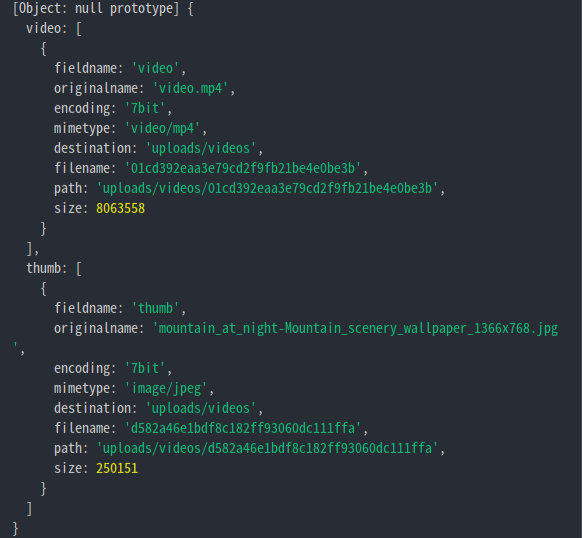 [Object: null prototype] {
  video: [
    {
      fieldname: 'video',
      originalname: 'video.mp4',
      encoding: '7bit',
      mimetype: 'video/mp4',
      destination: 'uploads/videos',
      filename: '01cd392eaa3e79cd2f9fb21be4e0be3b',
      path: 'uploads/videos/01cd392eaa3e79cd2f9fb21be4e0be3b',
      size: 8063558
    }
  ],
  thumb: [
    {
      fieldname: 'thumb',
      originalname: 'mountain_at_night-Mountain_scenery_wallpaper_1366x768.jpg
',
      encoding: '7bit',
      mimetype: 'image/jpeg',
      destination: 'uploads/videos',
      filename: 'd582a46e1bdf8c182ff93060dc111ffa',
      path: 'uploads/videos/d582a46e1bdf8c182ff93060dc111ffa',
      size: 250151
    }
  ]
}